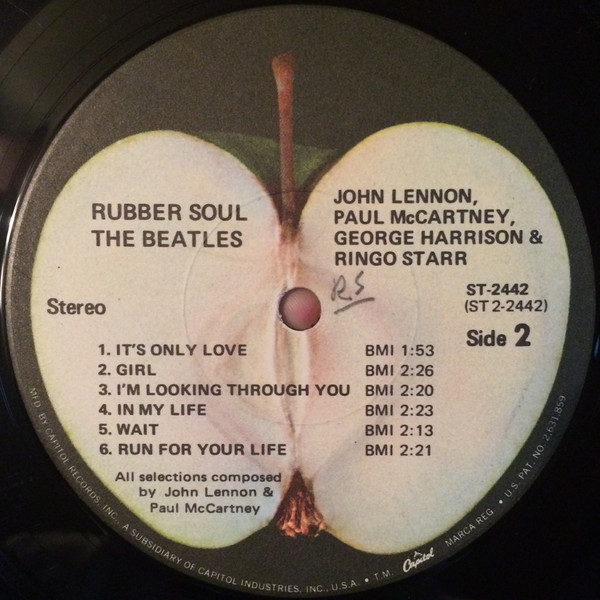 RUBBER SOUL
THE BEATLES
JOHN LENNON,
PAUL McCARTNEY,
GEORGE HARRISON &
RINGO STARR
R.S
Stereo
ST-2442
(ST 2-2442)
Side 2
1. IT'S ONLY LOVE BMI 1:53
2. GIRL BMI 2:26
3. I'M LOOKING THROUGH YOU BMI 2:20
4. IN MY LIFE BMI 2:23
5. WAIT BMI 2:13
6. RUN FOR YOUR LIFE BMI 2:21
All selections composed
by John Lennon &
Paul McCartney
MFD. BY CAPITOL RECORDS, INC., A SUBSIDIARY OF CAPITOL INDUSTRIES, INC., U.S.A. • T.M. Capitol MARCA REG. • U.S. PAT. NO. 2,631,859